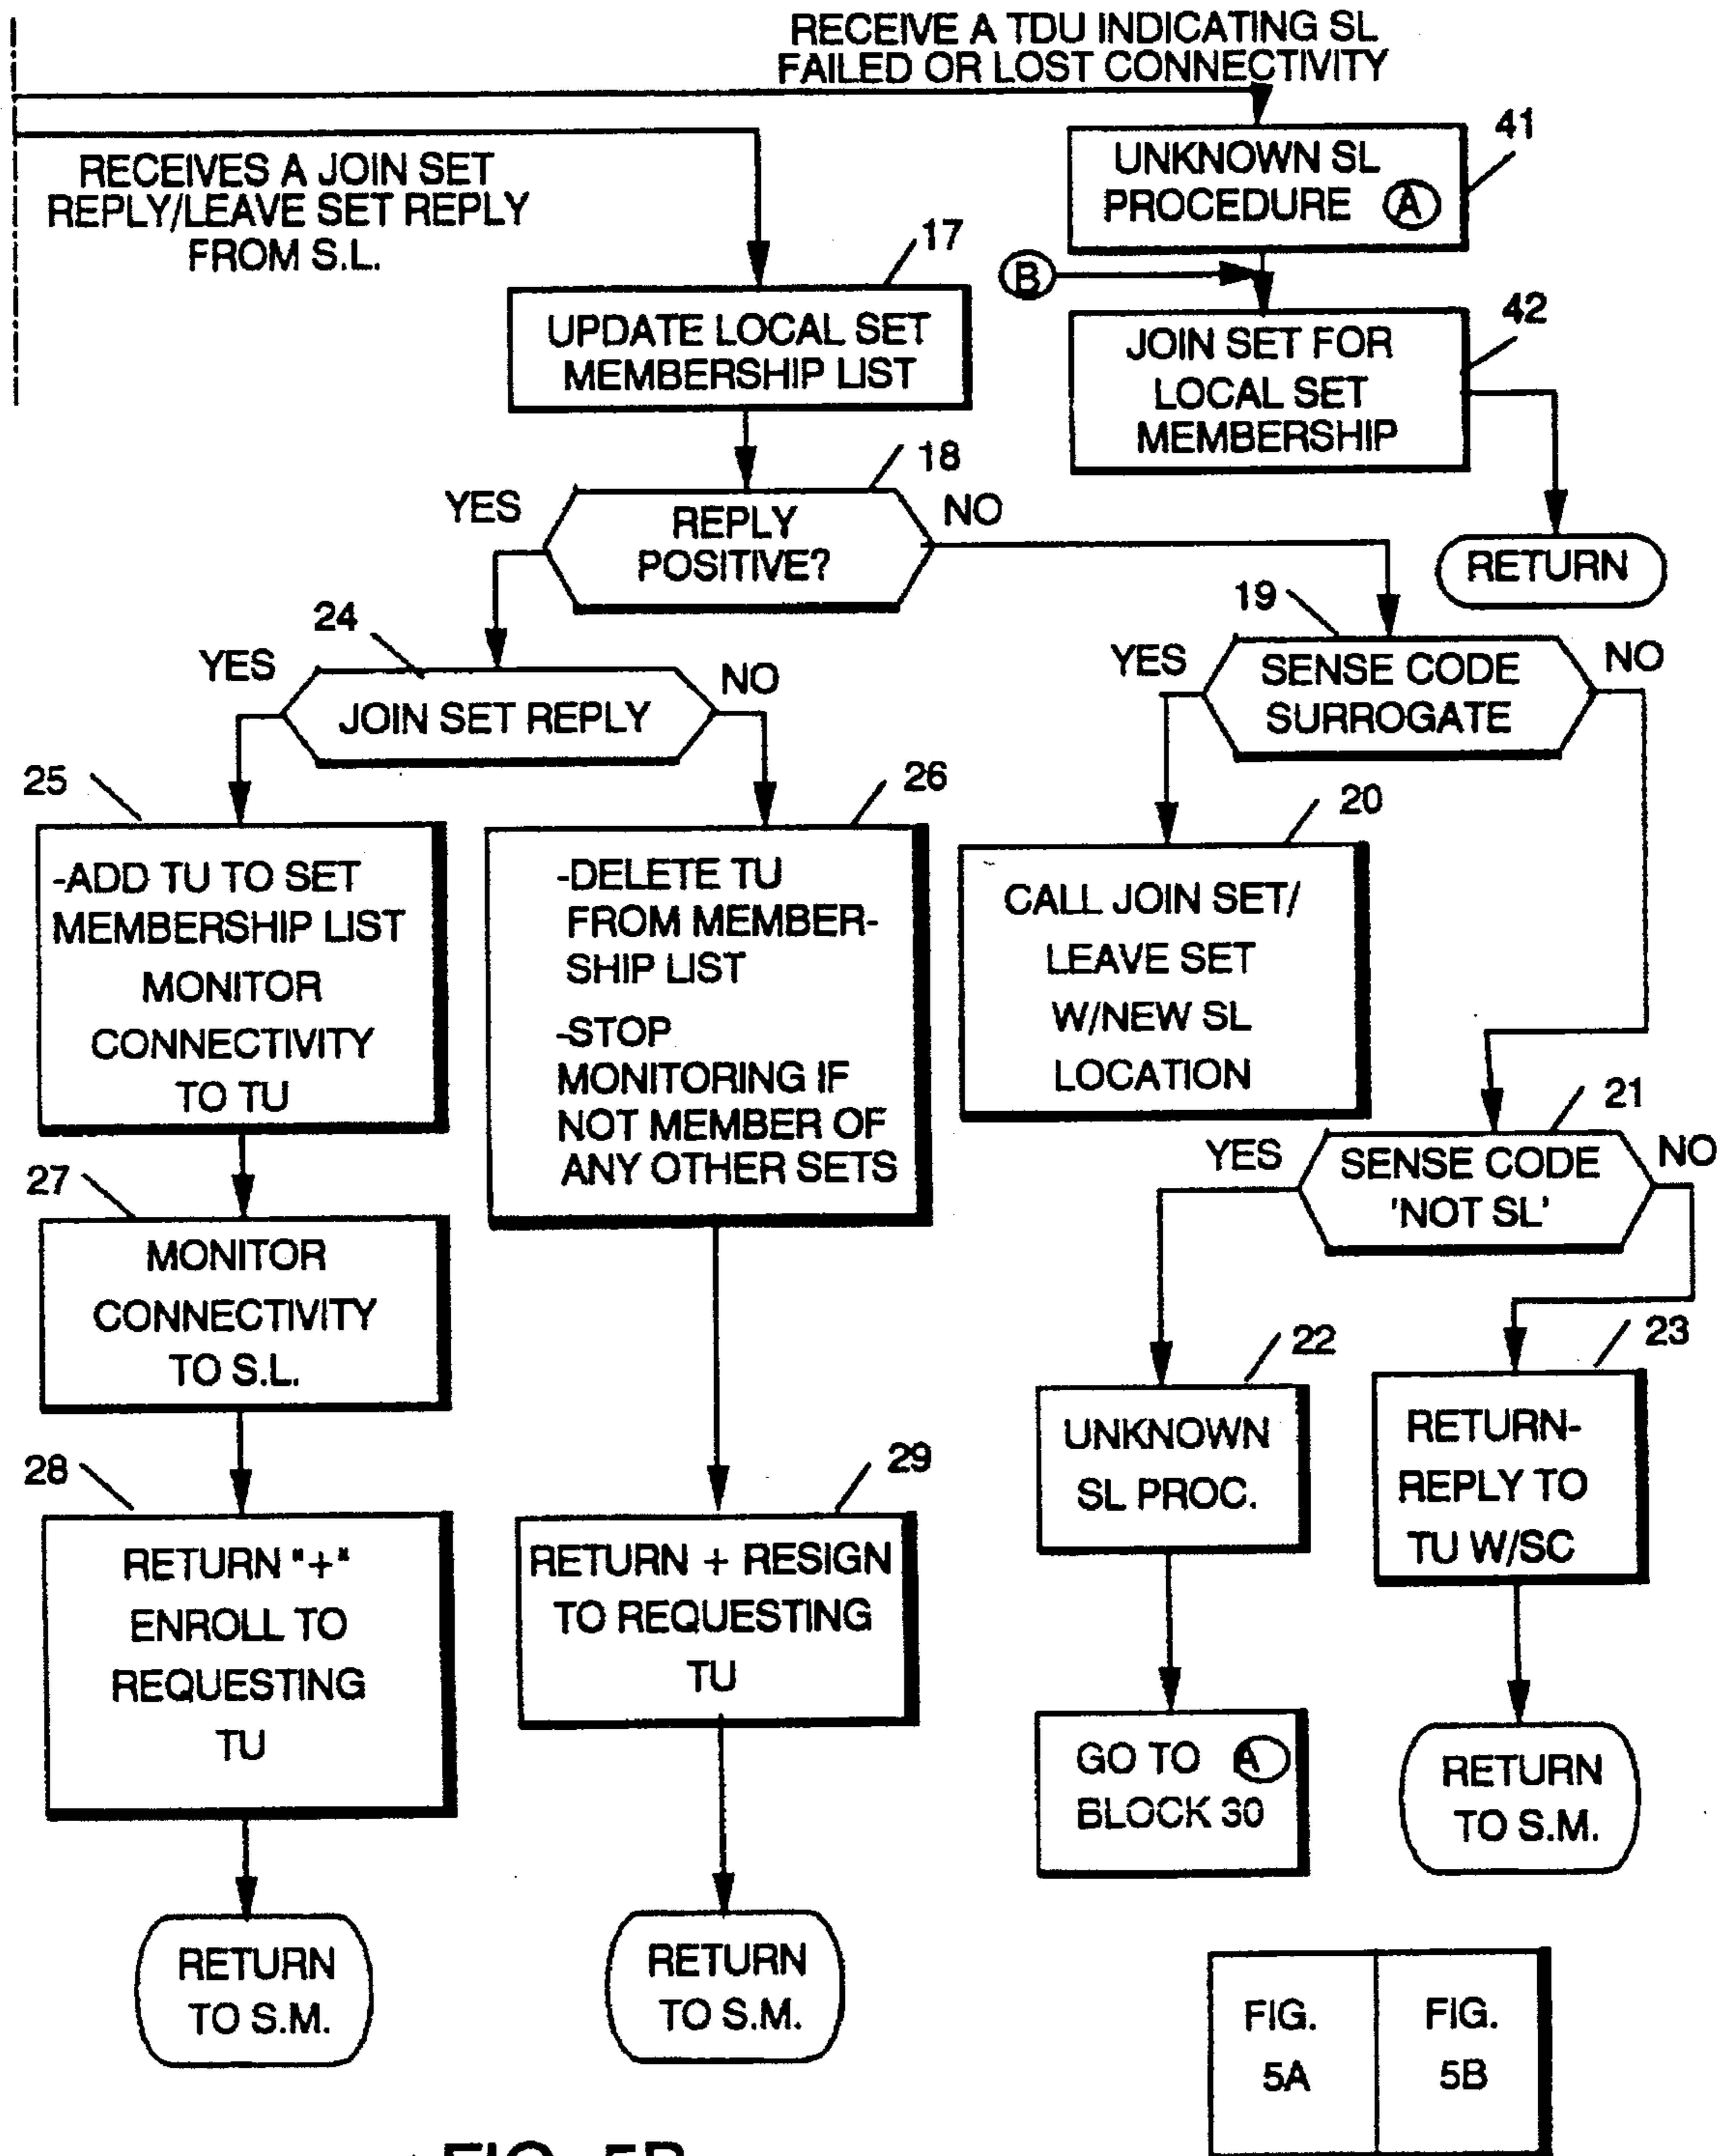 RECEIVE A TDU INDICATING SL
FAILED OR LOST CONNECTIVITY
RECEIVES A JOIN SET
REPLY/LEAVE SET REPLY
FROM S.L.
41
UNKNOWN SL
PROCEDURE A
B
17
UPDATE LOCAL SET
MEMBERSHIP LIST
42
JOIN SET FOR
LOCAL SET
MEMBERSHIP
RETURN
18
YES
REPLY
POSITIVE?
NO
24
YES
JOIN SET REPLY
NO
19
YES
SENSE CODE
SURROGATE
NO
25
-ADD TU TO SET
MEMBERSHIP LIST
MONITOR
CONNECTIVITY
TO TU
26
-DELETE TU
FROM MEMBER-
SHIP LIST
-STOP
MONITORING IF
NOT MEMBER OF
ANY OTHER SETS
20
CALL JOIN SET/
LEAVE SET
W/NEW SL
LOCATION
21
YES
SENSE CODE
'NOT SL'
NO
27
MONITOR
CONNECTIVITY
TO S.L.
22
UNKNOWN
SL PROC.
23
RETURN-
REPLY TO
TU W/SC
28
RETURN "+"
ENROLL TO
REQUESTING
TU
29
RETURN + RESIGN
TO REQUESTING
TU
GO TO A
BLOCK 30
RETURN
TO S.M.
RETURN
TO S.M.
RETURN
TO S.M.
FIG.
5A
FIG.
5B
FIG. 5B